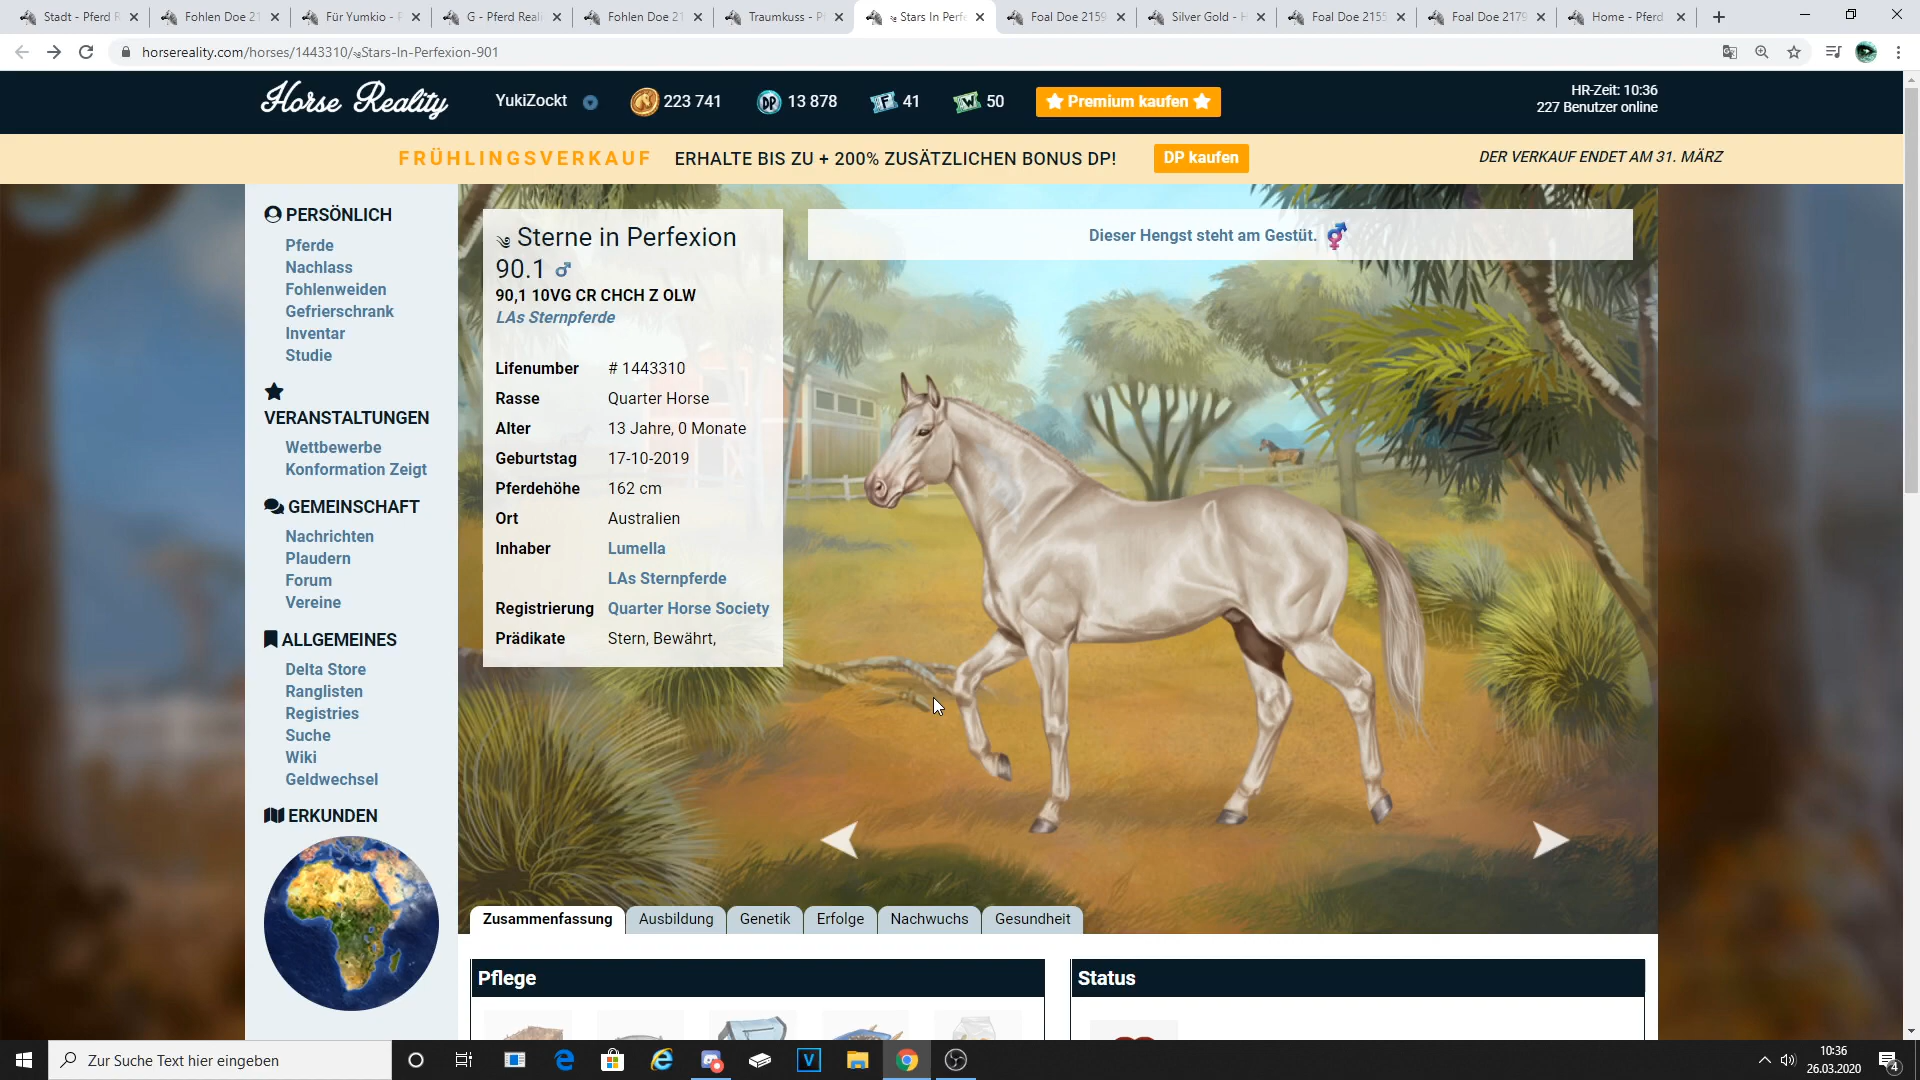 Stadt - Pferd R
Fohlen Doe 21
Für Yumkio - P
G - Pferd Reali
Fohlen Doe 21
Traumkuss - Pf
Stars In Perfe
Foal Doe 2159
Silver Gold - H
Foal Doe 2155
Foal Doe 2179
Home - Pferd
horsereality.com/horses/1443310/꧁Stars-In-Perfexion-901
Horse Reality
YukiZockt
223 741
DP 13 878
F 41
W 50
Premium kaufen
HR-Zeit: 10:36
227 Benutzer online
FRÜHLINGSVERKAUF ERHALTE BIS ZU + 200% ZUSÄTZLICHEN BONUS DP! DP kaufen DER VERKAUF ENDET AM 31. MÄRZ
PERSÖNLICH
Pferde
Nachlass
Fohlenweiden
Gefrierschrank
Inventar
Studie
VERANSTALTUNGEN
Wettbewerbe
Konformation Zeigt
GEMEINSCHAFT
Nachrichten
Plaudern
Forum
Vereine
ALLGEMEINES
Delta Store
Ranglisten
Registries
Suche
Wiki
Geldwechsel
ERKUNDEN
Sterne in Perfexion
90.1 ♂
90,1 10VG CR CHCH Z OLW
LAs Sternpferde
Lifenumber # 1443310
Rasse Quarter Horse
Alter 13 Jahre, 0 Monate
Geburtstag 17-10-2019
Pferdehöhe 162 cm
Ort Australien
Inhaber Lumella
LAs Sternpferde
Registrierung Quarter Horse Society
Prädikate Stern, Bewährt,
Dieser Hengst steht am Gestüt.
Zusammenfassung
Ausbildung
Genetik
Erfolge
Nachwuchs
Gesundheit
Pflege
Status
Zur Suche Text hier eingeben
10:36
26.03.2020
4